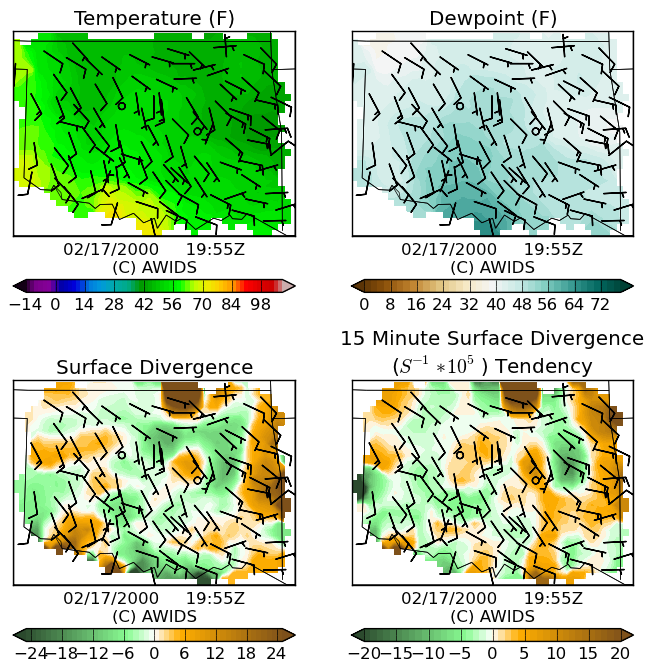 Temperature (F)
Dewpoint (F)
02/17/2000 19:55Z
(C) AWIDS
02/17/2000 19:55Z
(C) AWIDS
−14 0 14 28 42 56 70 84 98
0 8 16 24 32 40 48 56 64 72
Surface Divergence
15 Minute Surface Divergence
(S⁻¹ *10⁵ ) Tendency
02/17/2000 19:55Z
(C) AWIDS
02/17/2000 19:55Z
(C) AWIDS
−24 −18 −12 −6 0 6 12 18 24
−20 −15 −10 −5 0 5 10 15 20